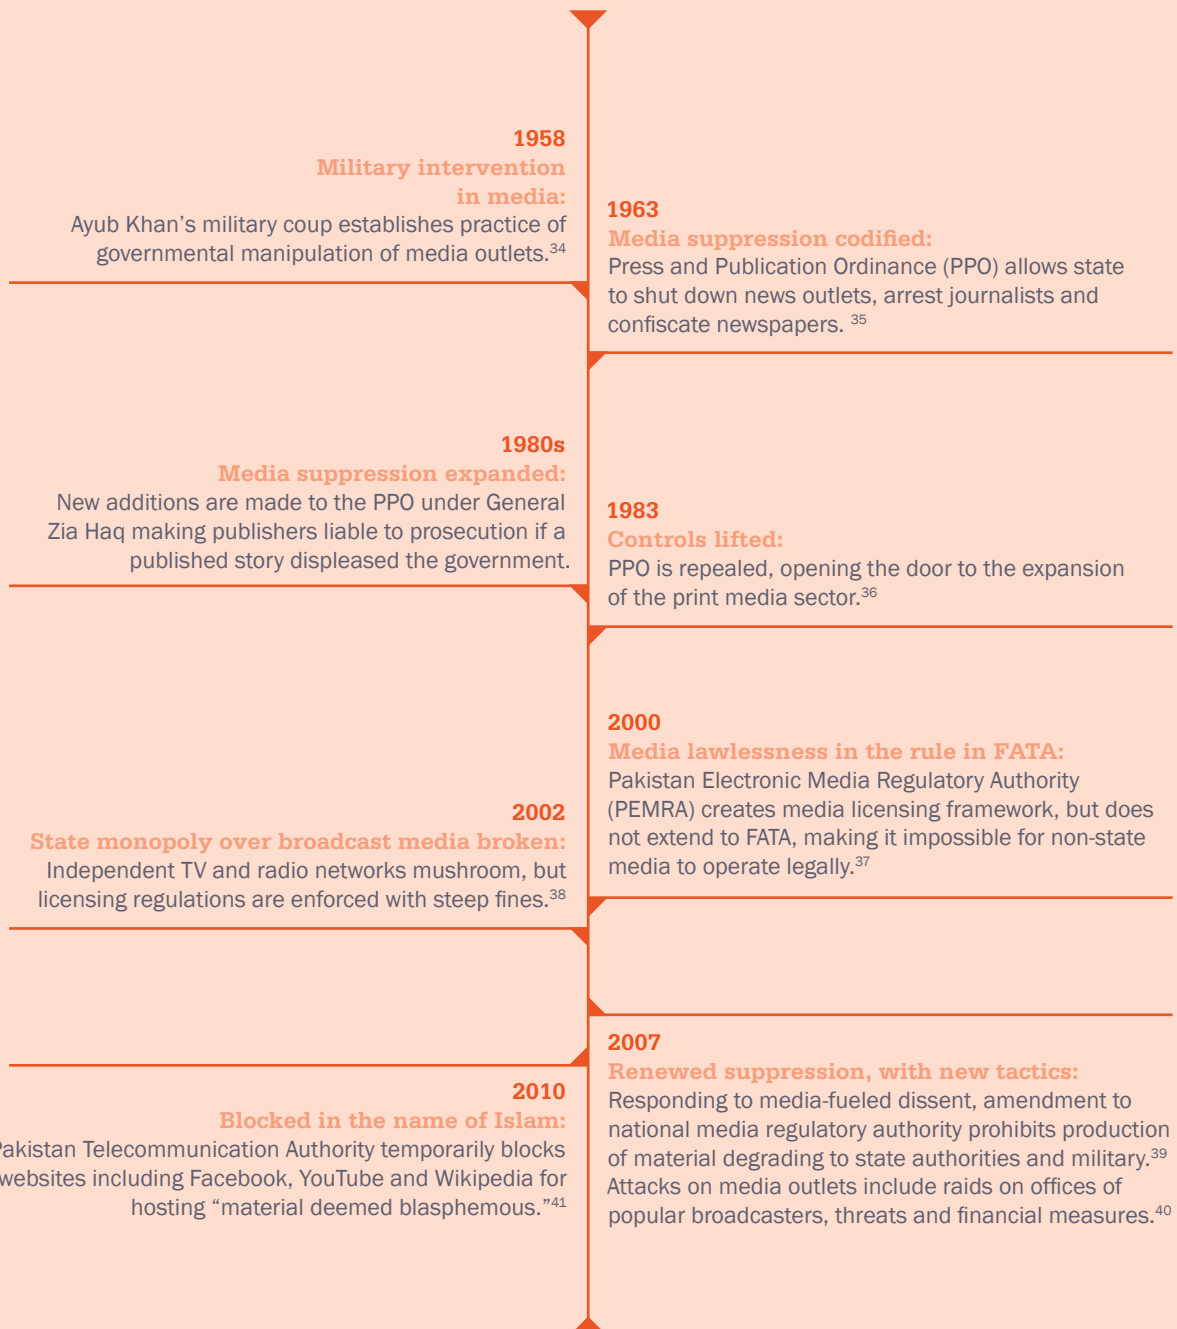 1958
Military intervention
in media:
Ayub Khan’s military coup establishes practice of
governmental manipulation of media outlets.34
1963
Media suppression codified:
Press and Publication Ordinance (PPO) allows state
to shut down news outlets, arrest journalists and
confiscate newspapers. 35
1980s
Media suppression expanded:
New additions are made to the PPO under General
Zia Haq making publishers liable to prosecution if a
published story displeased the government.
1983
Controls lifted:
PPO is repealed, opening the door to the expansion
of the print media sector.36
2000
Media lawlessness in the rule in FATA:
Pakistan Electronic Media Regulatory Authority
(PEMRA) creates media licensing framework, but does
not extend to FATA, making it impossible for non-state
media to operate legally.37
2002
State monopoly over broadcast media broken:
Independent TV and radio networks mushroom, but
licensing regulations are enforced with steep fines.38
2007
Renewed suppression, with new tactics:
Responding to media-fueled dissent, amendment to
national media regulatory authority prohibits production
of material degrading to state authorities and military.39
Attacks on media outlets include raids on offices of
popular broadcasters, threats and financial measures.40
2010
Blocked in the name of Islam:
Pakistan Telecommunication Authority temporarily blocks
websites including Facebook, YouTube and Wikipedia for
hosting “material deemed blasphemous.”41